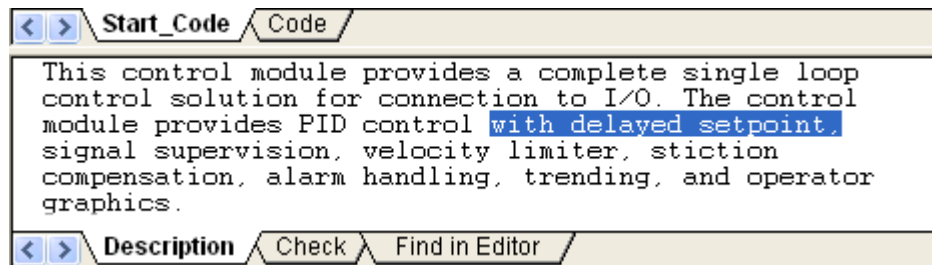 Start_Code Code
This control module provides a complete single loop
control solution for connection to I/O. The control
module provides PID control with delayed setpoint,
signal supervision, velocity limiter, stiction
compensation, alarm handling, trending, and operator
graphics.
Description Check Find in Editor